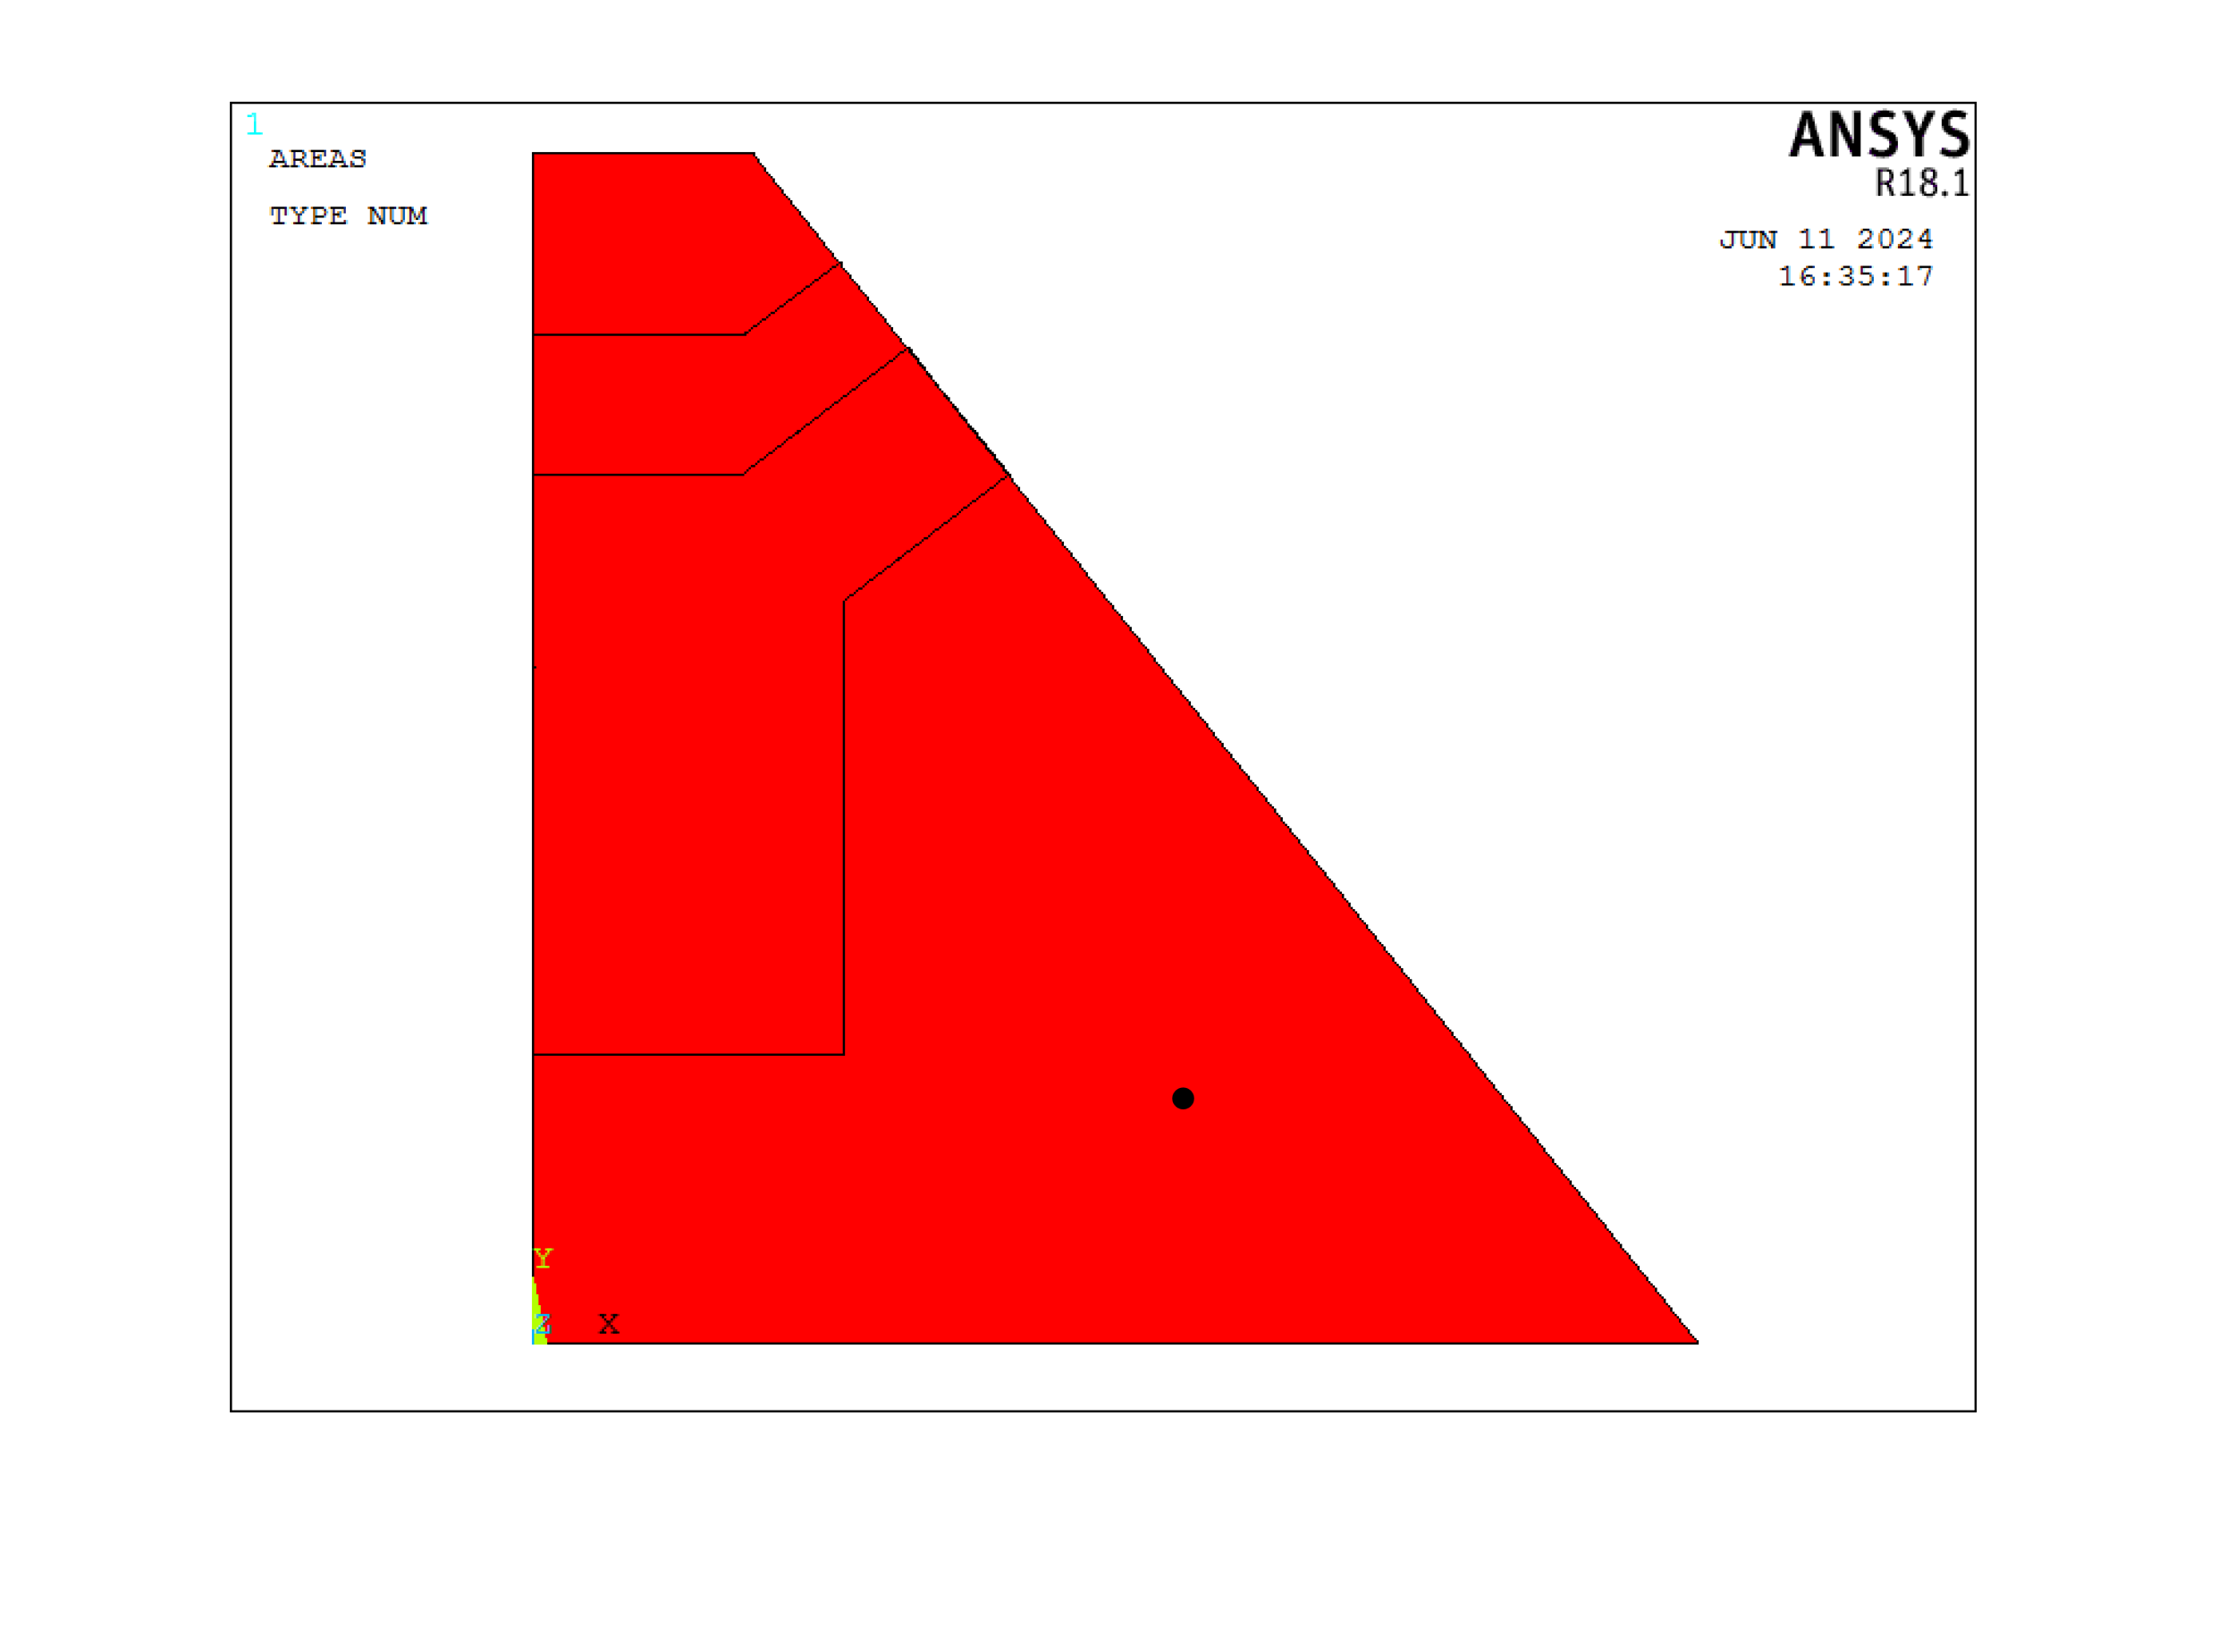 1
AREAS
TYPE NUM
ANSYS
R18.1
JUN 11 2024
16:35:17
Y
Z
X